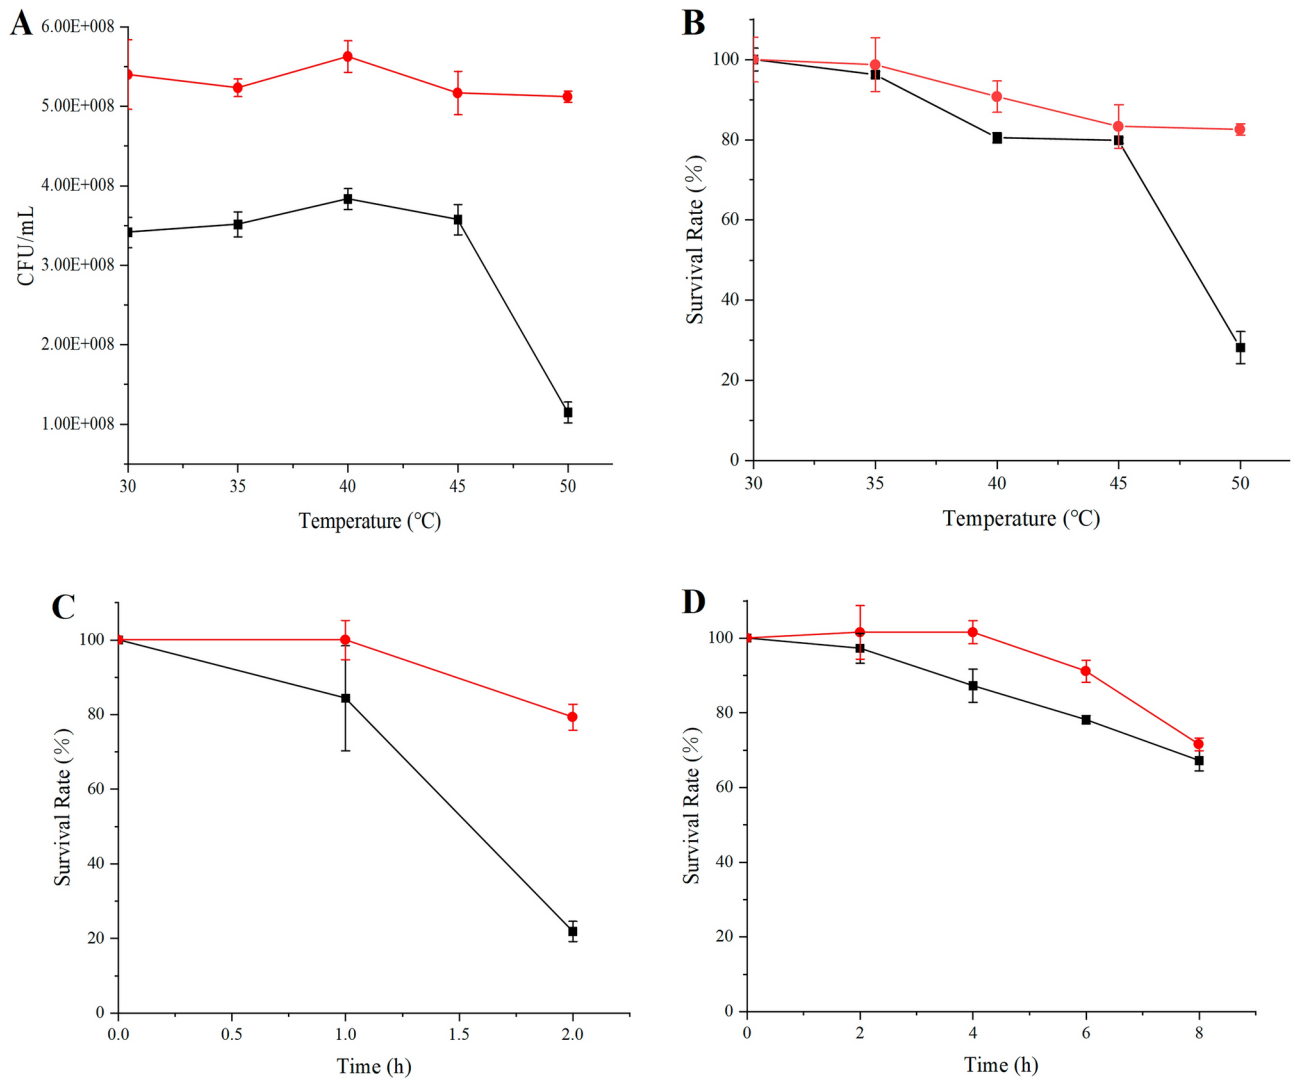 A
6.00E+008
5.00E+008
4.00E+008
3.00E+008
2.00E+008
1.00E+008
CFU/mL
30 35 40 45 50
Temperature (°C)
B
100
80
60
40
20
0
Survival Rate (%)
30 35 40 45 50
Temperature (°C)
C
100
80
60
40
20
0
Survival Rate (%)
0.0 0.5 1.0 1.5 2.0
Time (h)
D
100
80
60
40
20
0
Survival Rate (%)
0 2 4 6 8
Time (h)